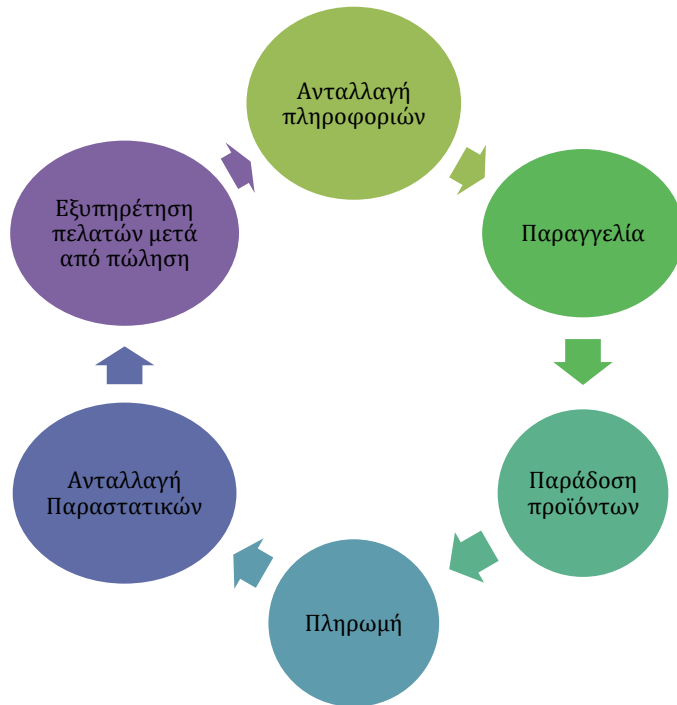 Ανταλλαγή
πληροφοριών
Παραγγελία
Παράδοση
προϊόντων
Πληρωμή
Ανταλλαγή
Παραστατικών
Εξυπηρέτηση
πελατών μετά
από πώληση